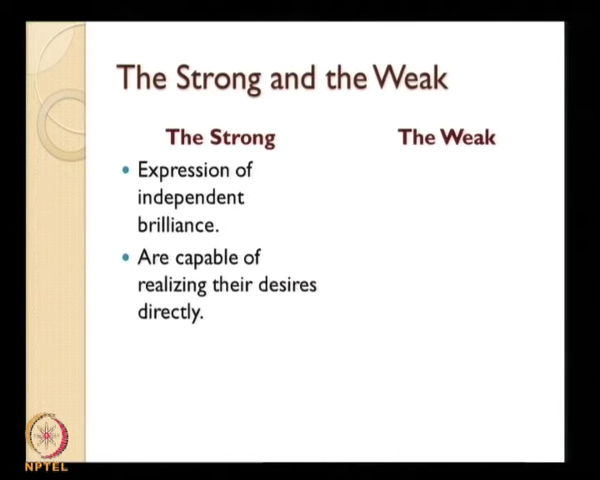 The Strong and the Weak
The Strong
The Weak
• Expression of
independent
brilliance.
• Are capable of
realizing their desires
directly.
NPTEL